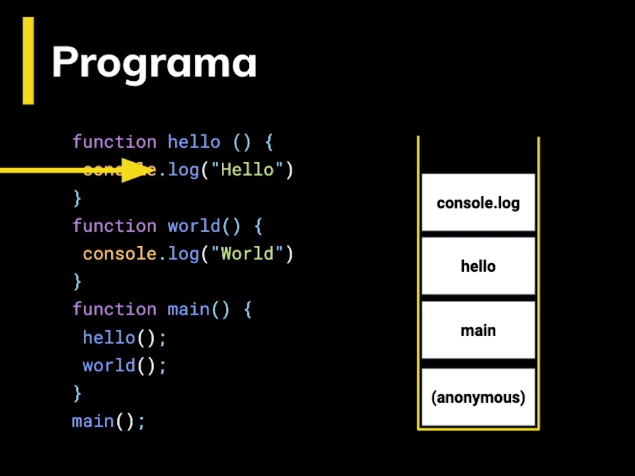 Programa
function hello () {
console.log("Hello")
}
function world() {
console.log("World")
}
function main() {
hello();
world();
}
main();
console.log
hello
main
(anonymous)